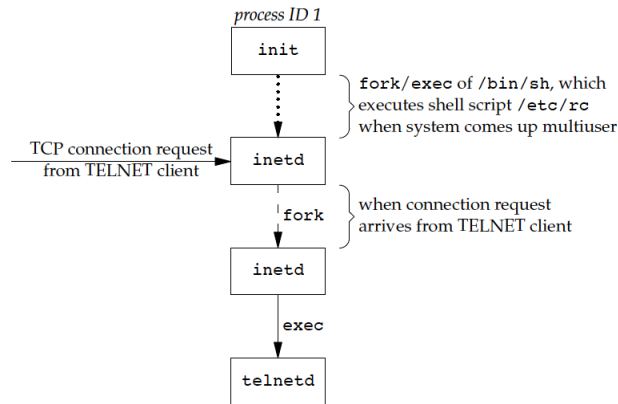 process ID 1
init
fork/exec of /bin/sh, which
executes shell script /etc/rc
when system comes up multiuser
TCP connection request
from TELNET client
inetd
fork
when connection request
arrives from TELNET client
inetd
exec
telnetd